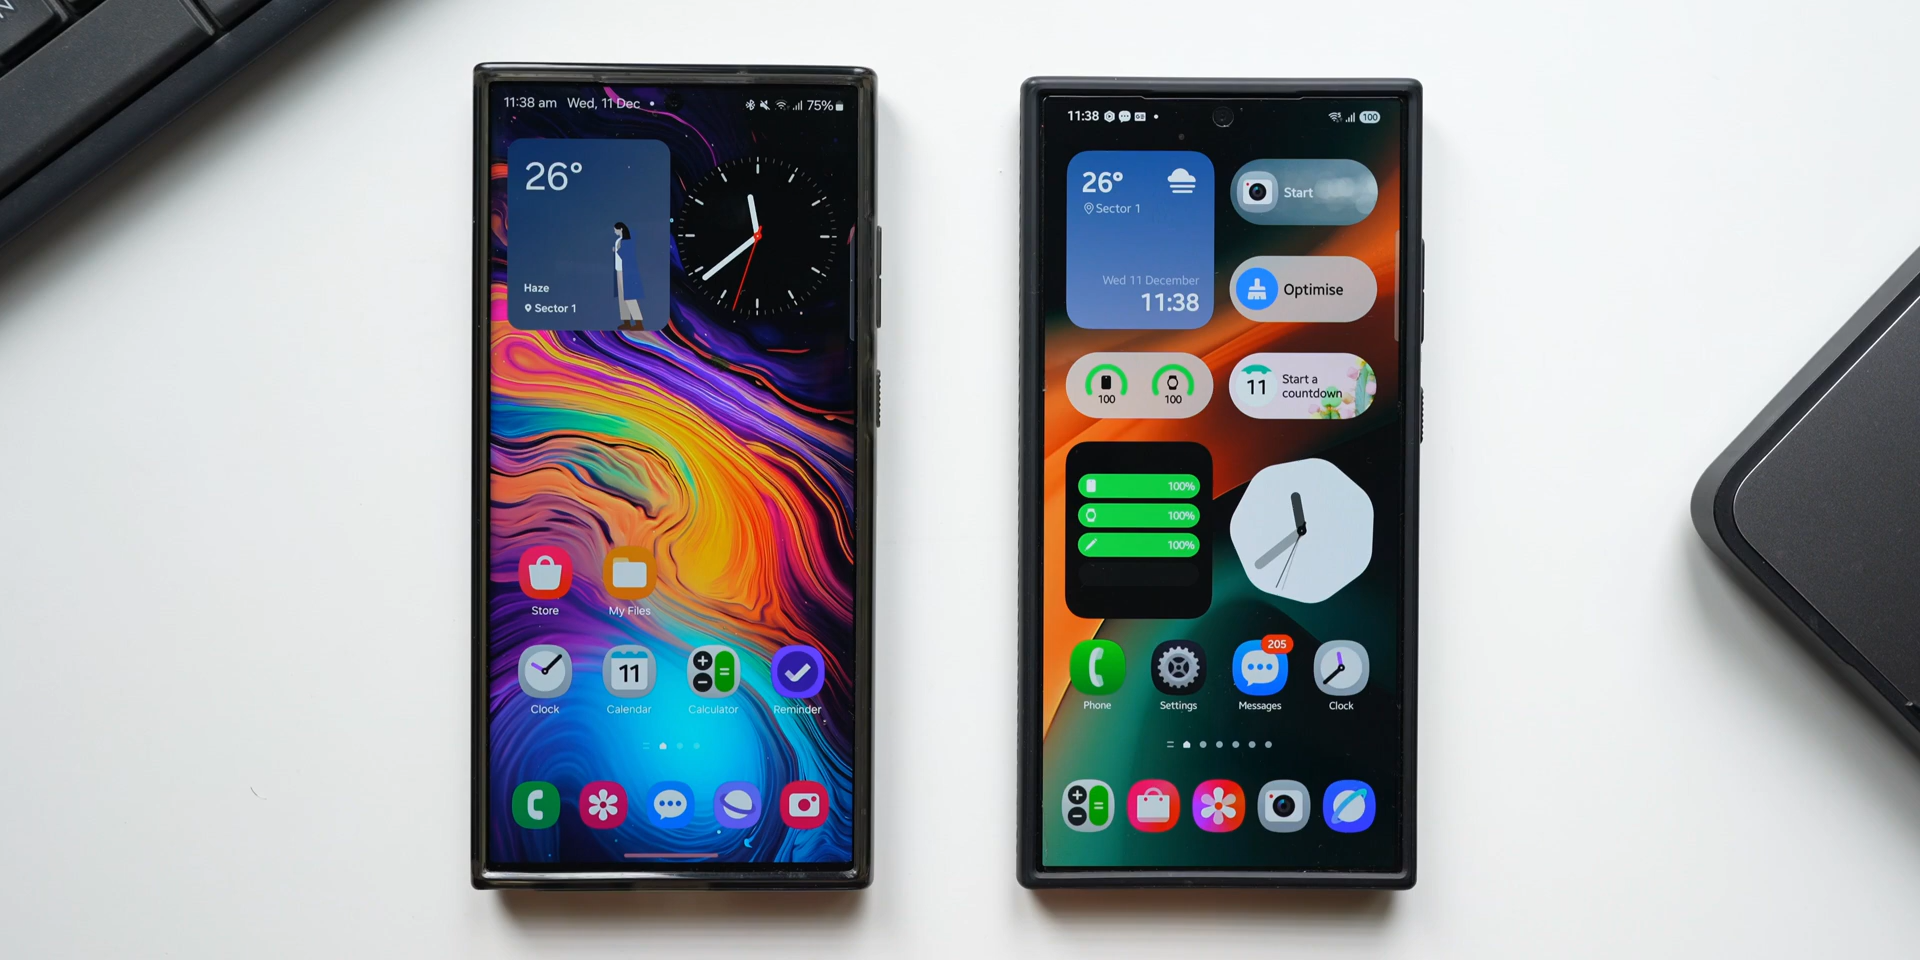 11:38 am Wed, 11 Dec
75%
26°
Haze
Sector 1
Store
My Files
11
Clock
Calendar
Calculator
Reminder
11:38
100
26°
Sector 1
Wed 11 December
11:38
Start
Optimise
100
100
11
Start a
countdown
100%
100%
100%
205
Phone
Settings
Messages
Clock